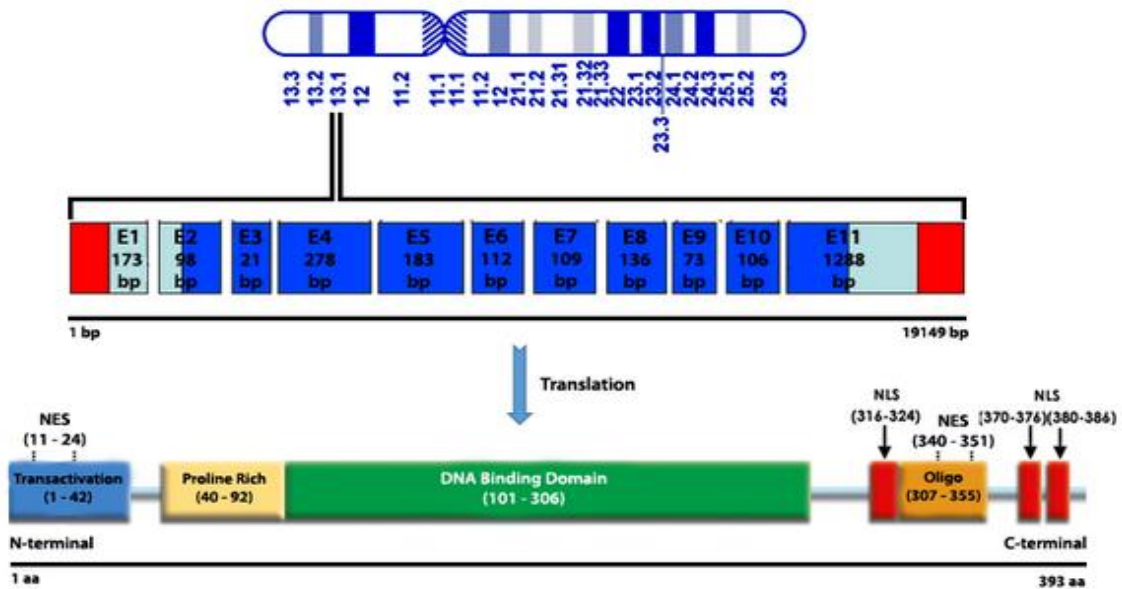 13.3 13.2 13.1 12 11.2 11.1 11.1 11.2 12 21.1 21.2 21.31 21.32 21.33 22 23.1 23.2 24.1 24.2 24.3 25.1 25.2 25.3
23.3
E1 E2 E3 E4 E5 E6 E7 E8 E9 E10 E11
173 98 21 278 183 112 109 136 73 106 1288
bp bp bp bp bp bp bp bp bp bp bp
1 bp 19149 bp
Translation
NLS NLS
NES (316-324) NES (370-376)(380-386)
(11 - 24) (340 - 351)
Transactivation Proline Rich DNA Binding Domain Oligo
(1 - 42) (40 - 92) (101 - 306) (307 - 355)
N-terminal C-terminal
1 aa 393 aa